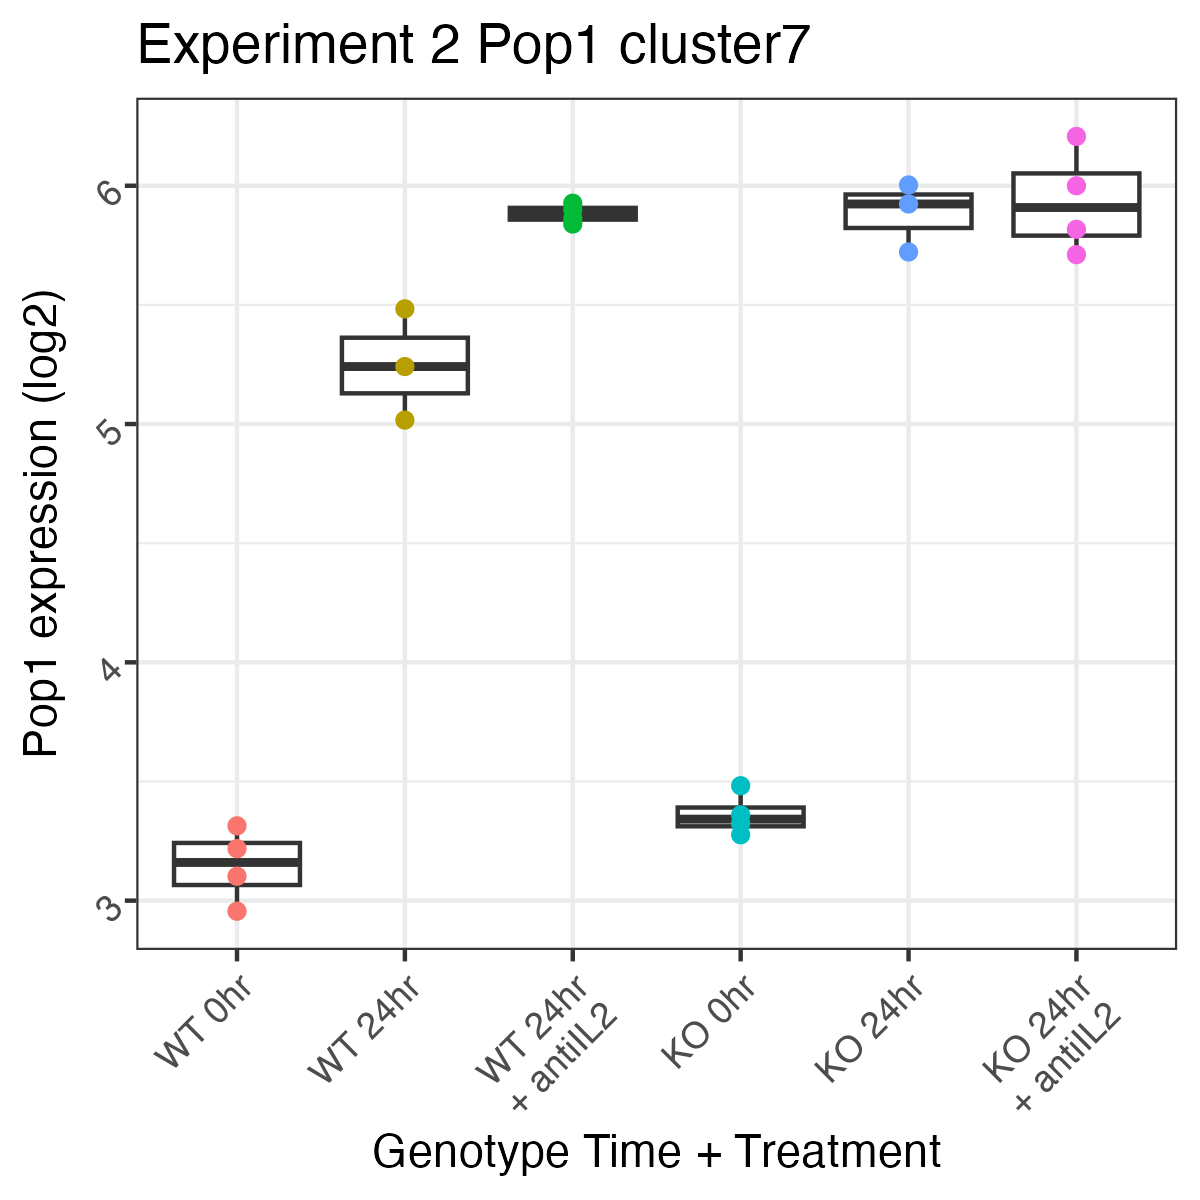 Experiment 2 Pop1 cluster7
Pop1 expression (log2)
6
5
4
3
WT 0hr
WT 24hr
WT 24hr
+ antiIL2
KO 0hr
KO 24hr
KO 24hr
+ antiIL2
Genotype Time + Treatment